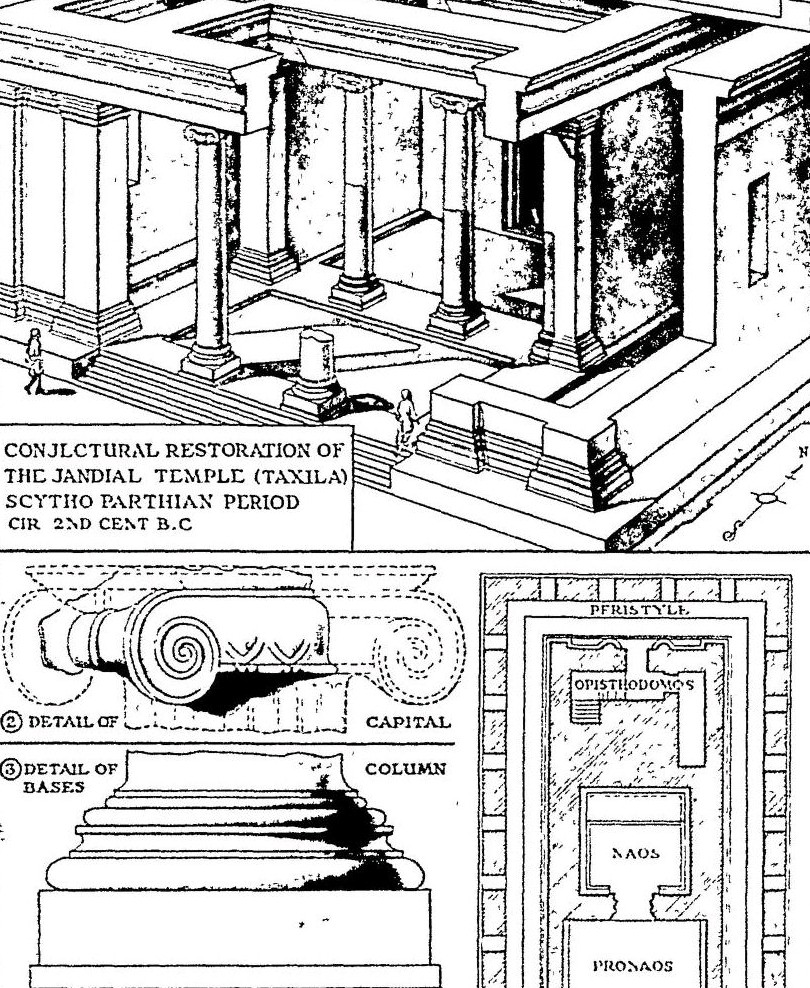 CONJLCTURAL RESTORATION OF
THE JANDIAL TEMPLE (TAXILA)
SCYTHO PARTHIAN PERIOD
CIR 2ND CENT B.C
N
S
PERISTYLE
OPISTHODOMOS
② DETAIL OF CAPITAL
③ DETAIL OF COLUMN
BASES
NAOS
PRONAOS